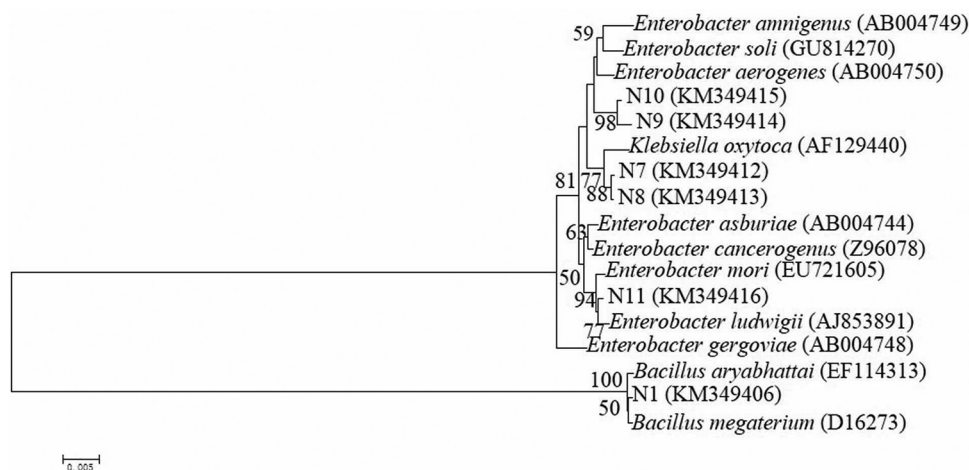 59
Enterobacter amnigenus (AB004749)
Enterobacter soli (GU814270)
Enterobacter aerogenes (AB004750)
N10 (KM349415)
98
N9 (KM349414)
Klebsiella oxytoca (AF129440)
81
77
N7 (KM349412)
88
N8 (KM349413)
63
Enterobacter asburiae (AB004744)
Enterobacter cancerogenus (Z96078)
50
Enterobacter mori (EU721605)
94
N11 (KM349416)
77
Enterobacter ludwigii (AJ853891)
Enterobacter gergoviae (AB004748)
100
Bacillus aryabhattai (EF114313)
N1 (KM349406)
50
Bacillus megaterium (D16273)
0.005